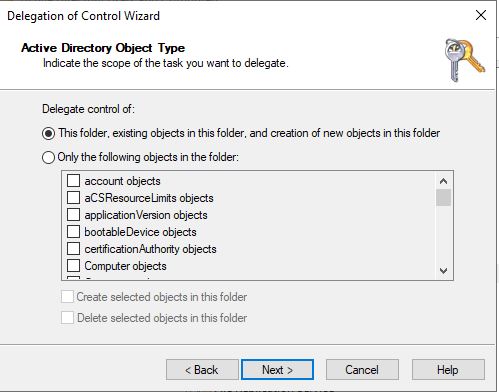 Delegation of Control Wizard
Active Directory Object Type
Indicate the scope of the task you want to delegate.
Delegate control of:
This folder, existing objects in this folder, and creation of new objects in this folder
Only the following objects in the folder:
account objects
aCSResourceLimits objects
applicationVersion objects
bootableDevice objects
certificationAuthority objects
Computer objects
Create selected objects in this folder
Delete selected objects in this folder
< Back
Next >
Cancel
Help